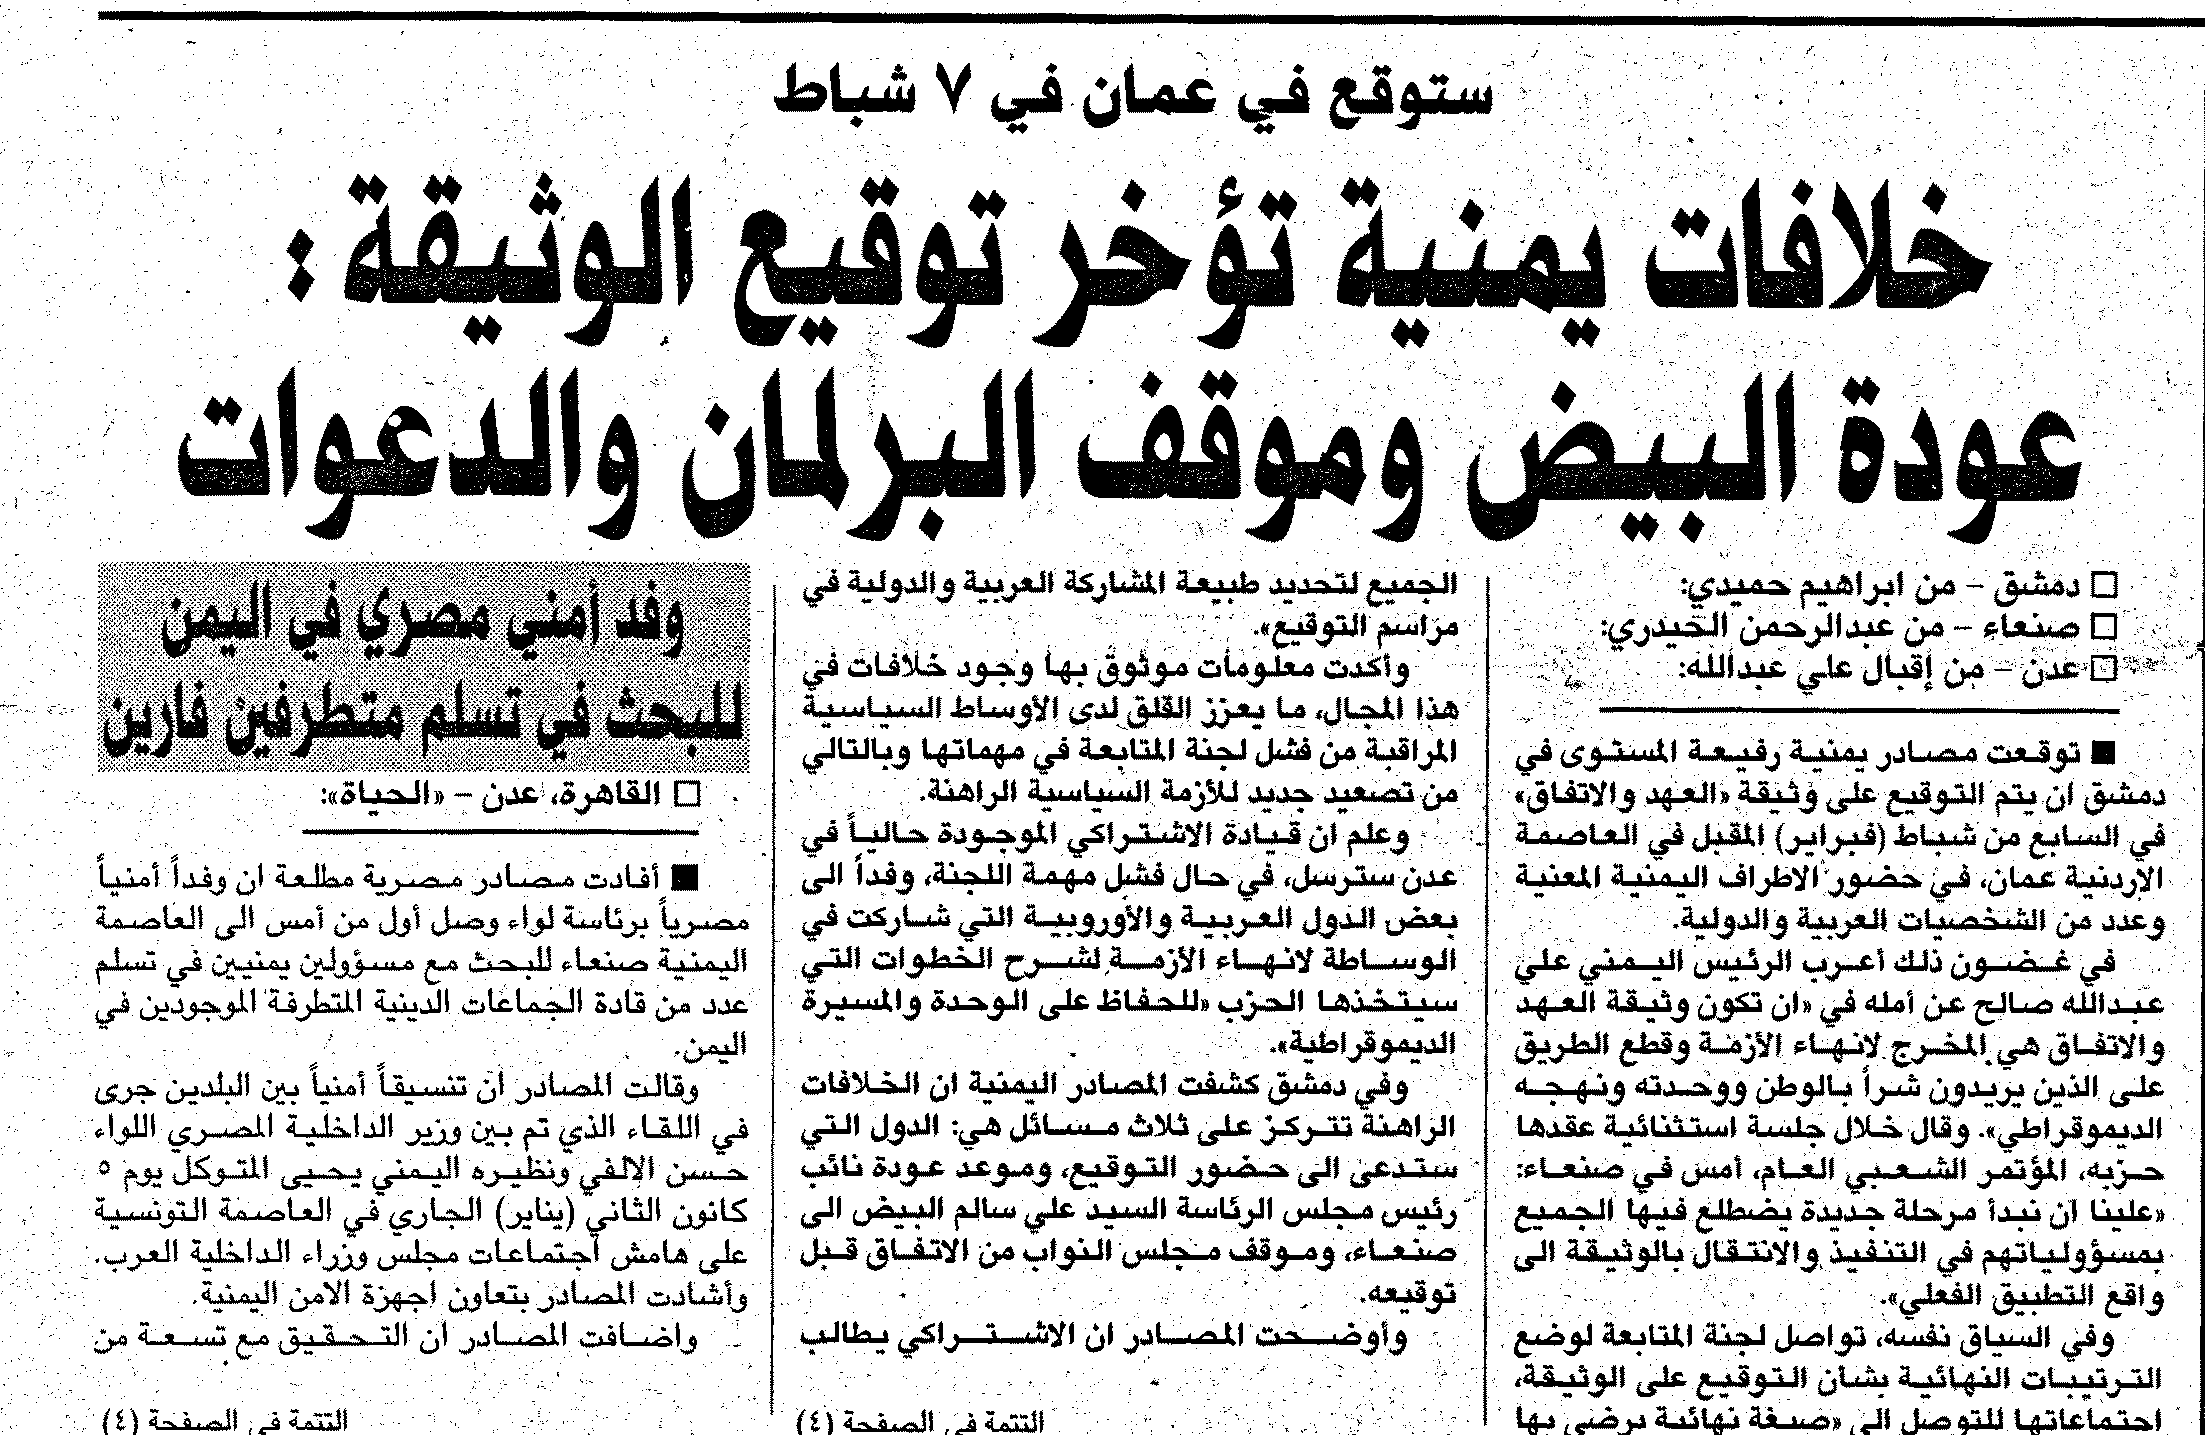 ستوقع في عمان في ٧ شباط
خلافات يمنية تؤخر توقيع الوثيقة :
عودة البيض وموقف البرلمان والدعوات
□ دمشق – من ابراهيم حميدي:
□ صنعاء – من عبدالرحمن الحيدري:
□ عدن – من إقبال علي عبدالله:
■ توقعت مصادر يمنية رفيعة المستوى في
دمشق ان يتم التوقيع على وثيقة «العهد والاتفاق»
في السابع من شباط (فبراير) المقبل في العاصمة
الاردنية عمان، في حضور الاطراف اليمنية المعنية
وعدد من الشخصيات العربية والدولية.
في غضون ذلك أعرب الرئيس اليمني علي
عبدالله صالح عن أمله في «ان تكون وثيقة العهد
والاتفاق هي المخرج لانهاء الأزمة وقطع الطريق
على الذين يريدون شراً بالوطن ووحدته ونهجه
الديموقراطي». وقال خلال جلسة استثنائية عقدها
حزبه، المؤتمر الشعبي العام، أمس في صنعاء:
«علينا ان نبدأ مرحلة جديدة يضطلع فيها الجميع
بمسؤولياتهم في التنفيذ والانتقال بالوثيقة الى
واقع التطبيق الفعلي».
وفي السياق نفسه، تواصل لجنة المتابعة لوضع
الترتيبات النهائية بشأن التوقيع على الوثيقة،
اجتماعاتها للتوصل الى «صيغة نهائية يرضى بها
الجميع لتحديد طبيعة المشاركة العربية والدولية في
مراسم التوقيع».
وأكدت معلومات موثوق بها وجود خلافات في
هذا المجال، ما يعزز القلق لدى الأوساط السياسية
المراقبة من فشل لجنة المتابعة في مهماتها وبالتالي
من تصعيد جديد للأزمة السياسية الراهنة.
وعلم ان قيادة الاشتراكي الموجودة حالياً في
عدن سترسل، في حال فشل مهمة اللجنة، وفداً الى
بعض الدول العربية والأوروبية التي شاركت في
الوساطة لانهاء الأزمة لشرح الخطوات التي
سيتخذها الحزب «للحفاظ على الوحدة والمسيرة
الديموقراطية».
وفي دمشق كشفت المصادر اليمنية ان الخلافات
الراهنة تتركز على ثلاث مسائل هي: الدول التي
ستدعى الى حضور التوقيع، وموعد عودة نائب
رئيس مجلس الرئاسة السيد علي سالم البيض الى
صنعاء، وموقف مجلس النواب من الاتفاق قبل
توقيعه.
وأوضحت المصادر ان الاشتراكي يطالب
التتمة في الصفحة (٤)
وفد أمني مصري في اليمن
للبحث في تسلم متطرفين فارين
□ القاهرة، عدن – «الحياة»:
■ أفادت مصادر مصرية مطلعة ان وفداً أمنياً
مصرياً برئاسة لواء وصل أول من أمس الى العاصمة
اليمنية صنعاء للبحث مع مسؤولين يمنيين في تسلم
عدد من قادة الجماعات الدينية المتطرفة الموجودين في
اليمن.
وقالت المصادر ان تنسيقاً أمنياً بين البلدين جرى
في اللقاء الذي تم بين وزير الداخلية المصري اللواء
حسن الالفي ونظيره اليمني يحيى المتوكل يوم ٥
كانون الثاني (يناير) الجاري في العاصمة التونسية
على هامش اجتماعات مجلس وزراء الداخلية العرب.
وأشادت المصادر بتعاون اجهزة الامن اليمنية.
واضافت المصادر ان التحقيق مع تسعة من
التتمة في الصفحة (٤)